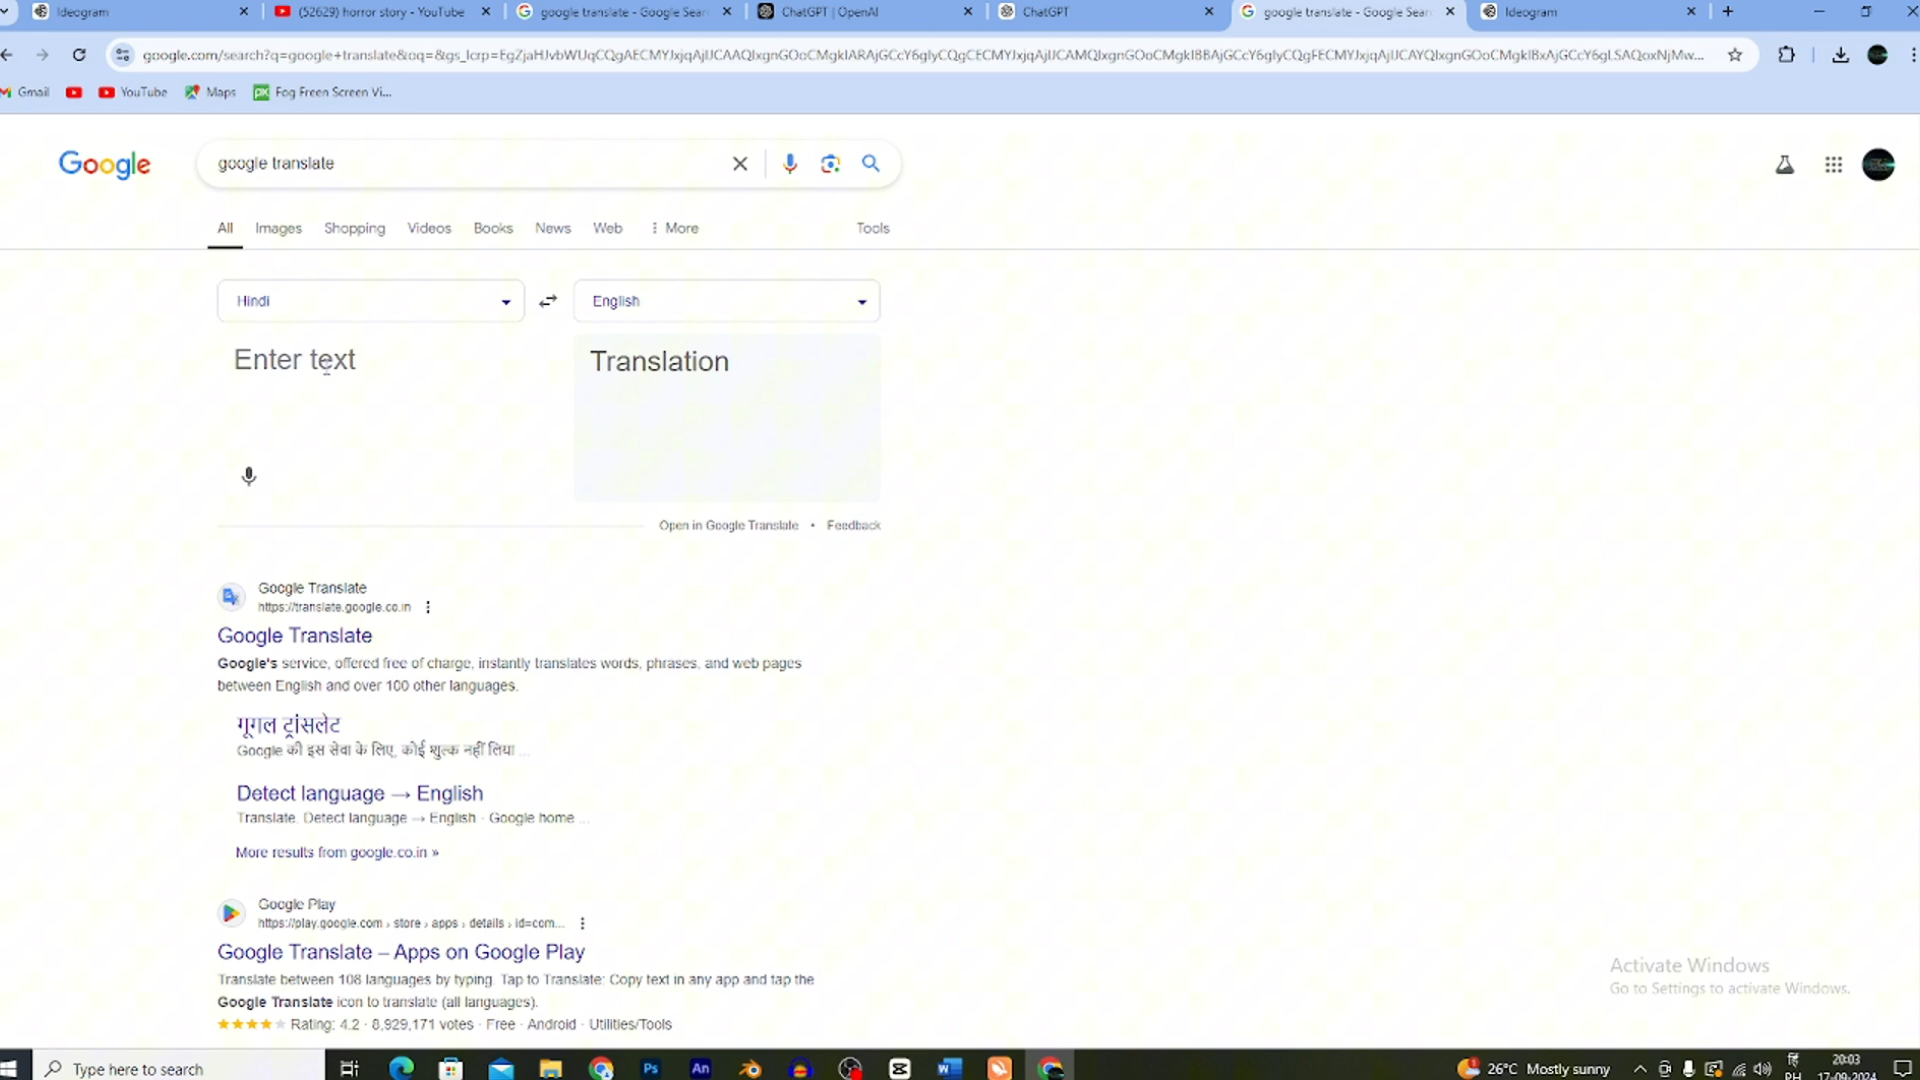 Ideogram
(52629) horror story - YouTube
google translate - Google Sear
ChatGPT | OpenAI
ChatGPT
google translate - Google Sear
Ideogram
Gmail
YouTube
Maps
Fog Freen Screen Vi...
Google
google translate
All Images Shopping Videos Books News Web More Tools
Hindi English
Enter text Translation
Open in Google Translate • Feedback
Google Translate
https://translate.google.co.in
Google Translate
Google's service, offered free of charge, instantly translates words, phrases, and web pages
between English and over 100 other languages.
गूगल ट्रांसलेट
Google की इस सेवा के लिए, कोई शुल्क नहीं लिया ...
Detect language → English
Translate. Detect language → English · Google home ...
More results from google.co.in »
Google Play
https://play.google.com › store › apps › details › id=com...
Google Translate – Apps on Google Play
Translate between 108 languages by typing. Tap to Translate: Copy text in any app and tap the
Google Translate icon to translate (all languages).
Rating: 4.2 · 8,929,171 votes · Free · Android · Utilities/Tools
Activate Windows
Go to Settings to activate Windows.
Type here to search
26°C Mostly sunny
हिं
PH
20:03
17-09-2024